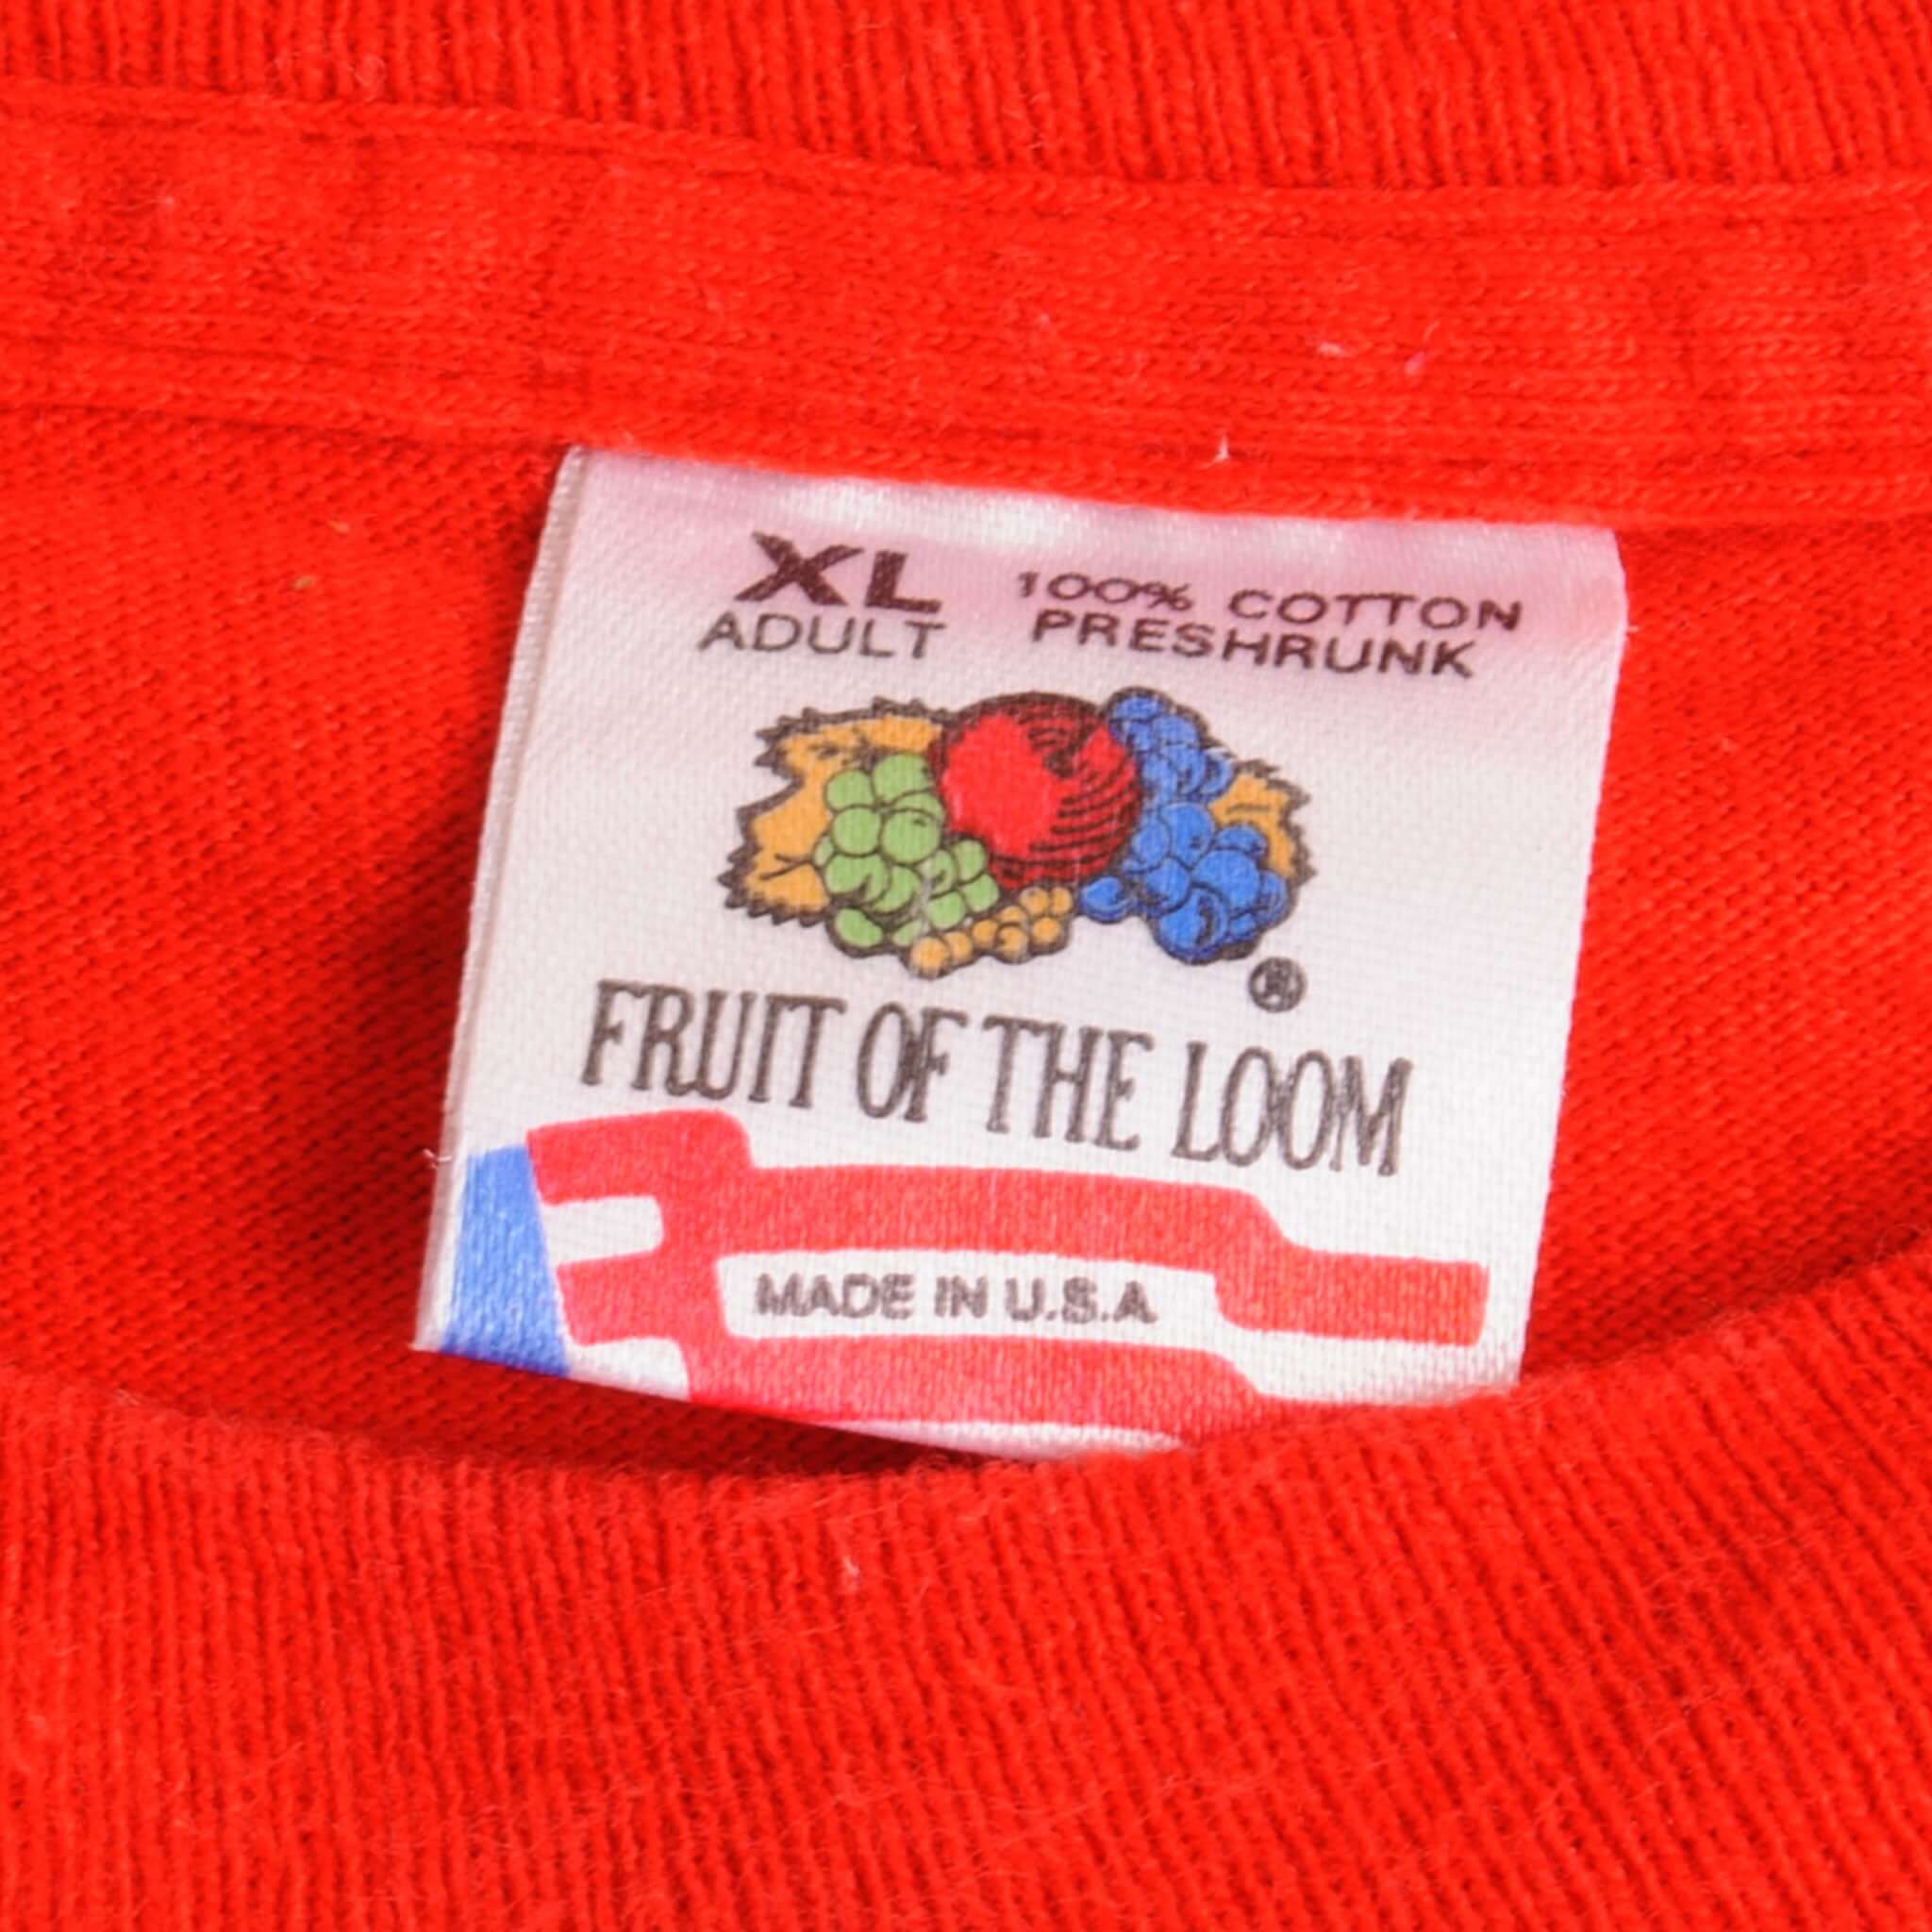 XL
ADULT
100% COTTON
PRESHRUNK
®
FRUIT OF THE LOOM
MADE IN U.S.A